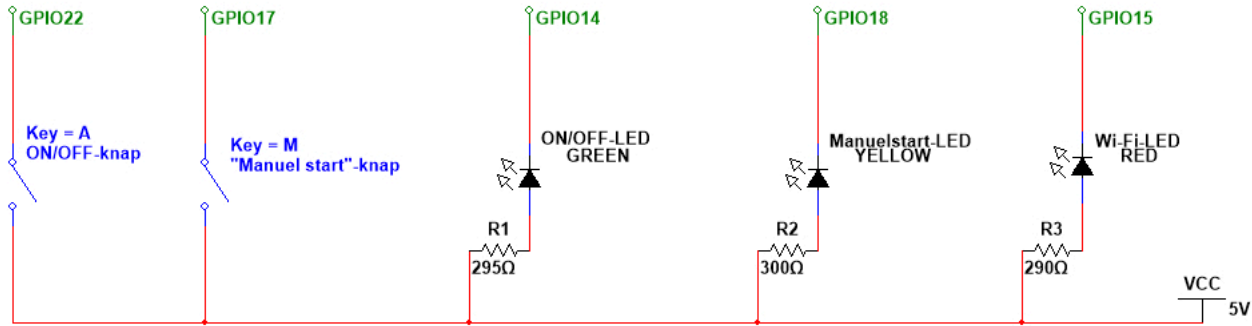 GPIO22
GPIO17
GPIO14
GPIO18
GPIO15
Key = A
ON/OFF-knap
Key = M
"Manuel start"-knap
ON/OFF-LED
GREEN
Manuelstart-LED
YELLOW
Wi-Fi-LED
RED
R1
295Ω
R2
300Ω
R3
290Ω
VCC
5V